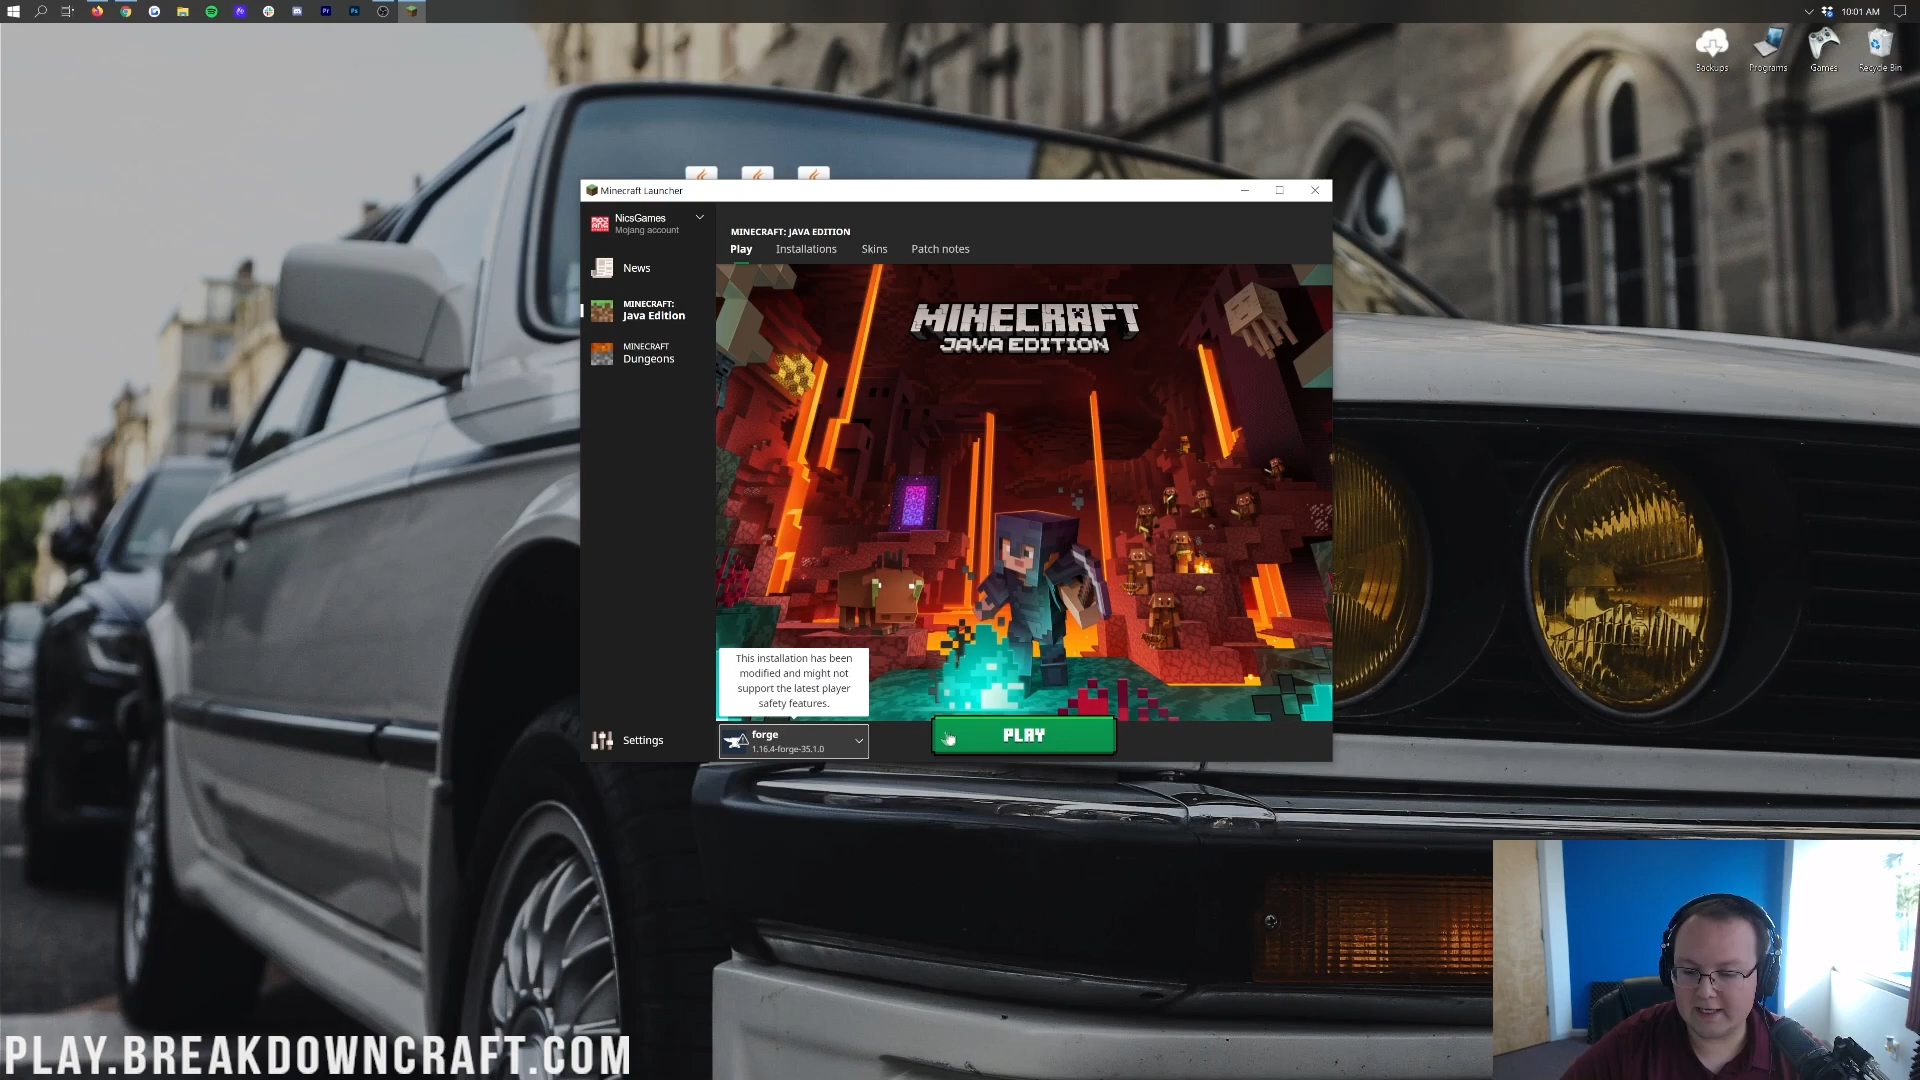 10:01 AM
Backups
Programs
Games
Recycle Bin
Pr
Ps
Minecraft Launcher
NicsGames
Mojang account
News
MINECRAFT:
Java Edition
MINECRAFT
Dungeons
Settings
MINECRAFT: JAVA EDITION
Play
Installations
Skins
Patch notes
MINECRAFT
JAVA EDITION
This installation has been
modified and might not
support the latest player
safety features.
forge
1.16.4-forge-35.1.0
PLAY
PLAY.BREAKDOWNCRAFT.COM